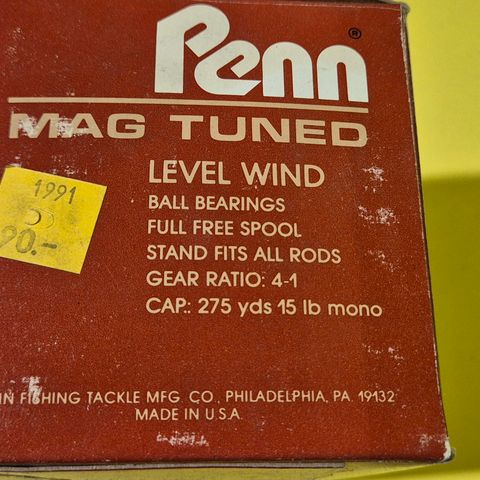 Penn®
MAG TUNED
LEVEL WIND
BALL BEARINGS
FULL FREE SPOOL
STAND FITS ALL RODS
GEAR RATIO: 4-1
CAP.: 275 yds 15 lb mono
1991
90.-
FISHING TACKLE MFG. CO., PHILADELPHIA, PA. 19132
MADE IN U.S.A.